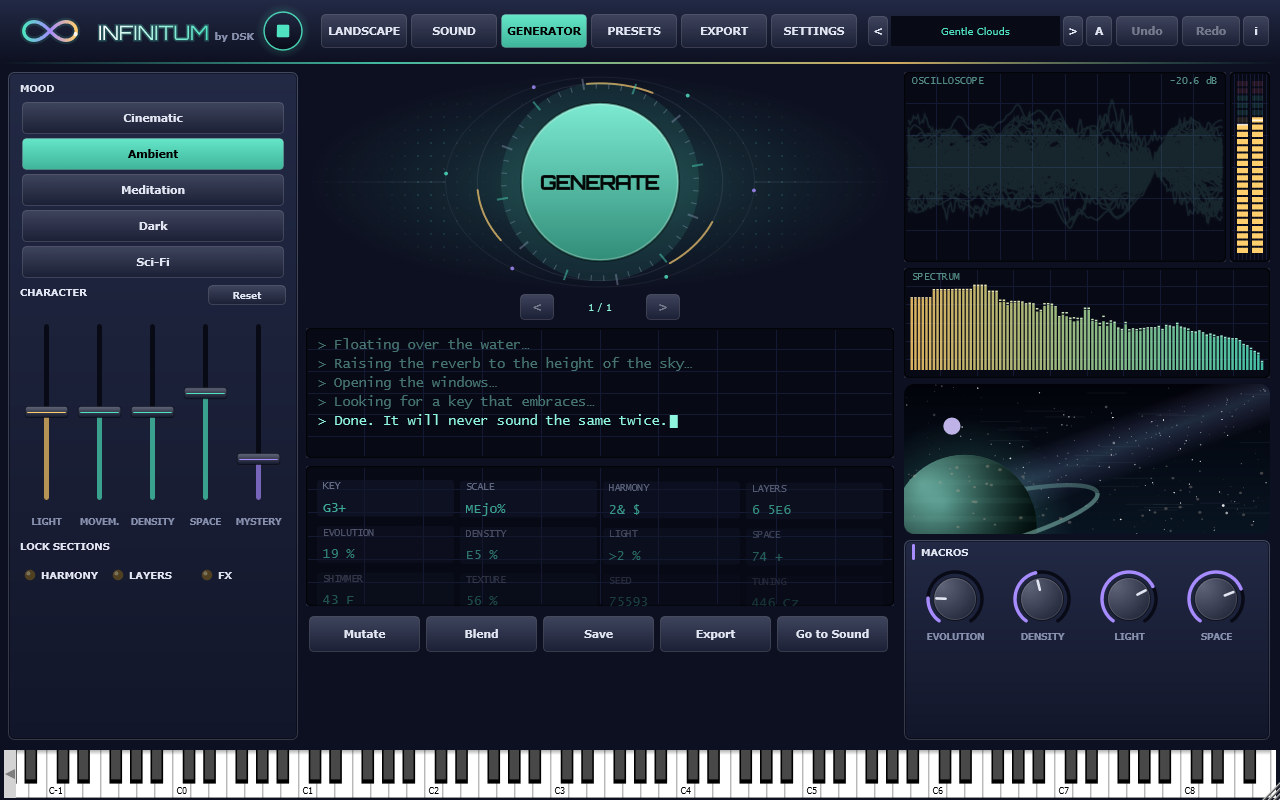 INFINITUM by DSK
LANDSCAPE
SOUND
GENERATOR
PRESETS
EXPORT
SETTINGS
<
Gentle Clouds
>
A
Undo
Redo
i
MOOD
Cinematic
Ambient
Meditation
Dark
Sci-Fi
CHARACTER
Reset
LIGHT
MOVEM.
DENSITY
SPACE
MYSTERY
LOCK SECTIONS
HARMONY
LAYERS
FX
GENERATE
<
1 / 1
>
> Floating over the water…
> Raising the reverb to the height of the sky…
> Opening the windows…
> Looking for a key that embraces…
> Done. It will never sound the same twice.
KEY
SCALE
HARMONY
LAYERS
G3+
MEjo%
2& $
6 5E6
EVOLUTION
DENSITY
LIGHT
SPACE
19 %
E5 %
>2 %
74 +
SHIMMER
TEXTURE
SEED
TUNING
43 F
56 %
75593
446 Cz
Mutate
Blend
Save
Export
Go to Sound
OSCILLOSCOPE
-20.6 dB
SPECTRUM
MACROS
EVOLUTION
DENSITY
LIGHT
SPACE
C-1
C0
C1
C2
C3
C4
C5
C6
C7
C8